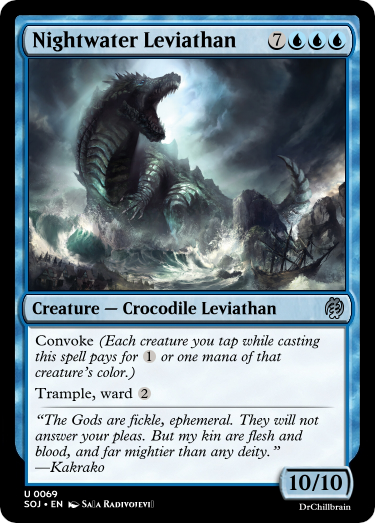 Nightwater Leviathan 7
Creature — Crocodile Leviathan
Convoke (Each creature you tap while casting
this spell pays for 1 or one mana of that
creature's color.)
Trample, ward 2
“The Gods are fickle, ephemeral. They will not
answer your pleas. But my kin are flesh and
blood, and far mightier than any deity.”
—Kakrako
10/10
U 0069
SOJ • EN Sa▯a Radivojevi▯
DrChillbrain